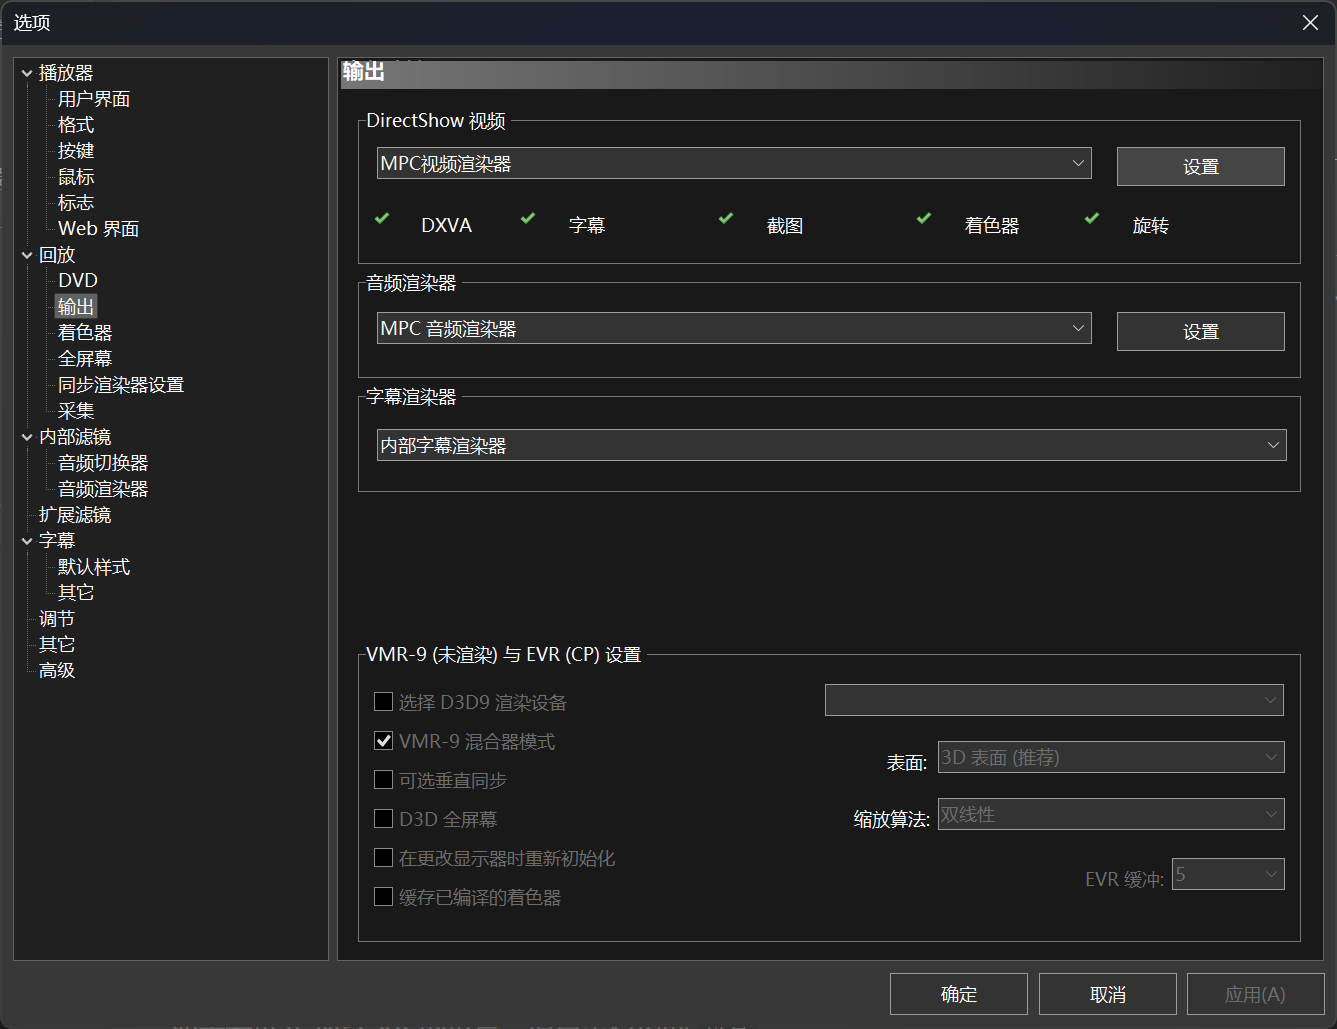 选项
播放器
用户界面
格式
按键
鼠标
标志
Web 界面
回放
DVD
输出
着色器
全屏幕
同步渲染器设置
采集
内部滤镜
音频切换器
音频渲染器
扩展滤镜
字幕
默认样式
其它
调节
其它
高级
输出
DirectShow 视频
MPC视频渲染器
设置
DXVA 字幕 截图 着色器 旋转
音频渲染器
MPC 音频渲染器
设置
字幕渲染器
内部字幕渲染器
VMR-9 (未渲染) 与 EVR (CP) 设置
选择 D3D9 渲染设备
VMR-9 混合器模式
表面: 3D 表面 (推荐)
可选垂直同步
D3D 全屏幕
缩放算法: 双线性
在更改显示器时重新初始化
EVR 缓冲: 5
缓存已编译的着色器
确定 取消 应用(A)